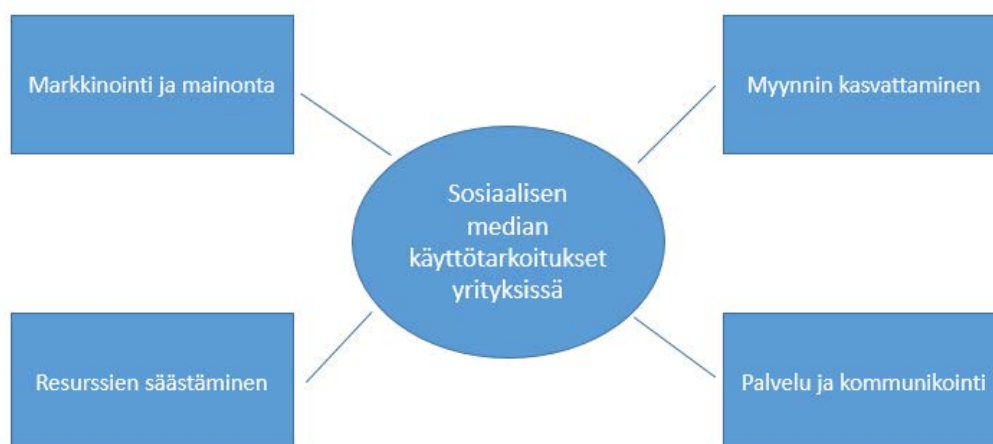 Markkinointi ja mainonta
Myynnin kasvattaminen
Sosiaalisen
median
käyttötarkoitukset
yrityksissä
Resurssien säästäminen
Palvelu ja kommunikointi